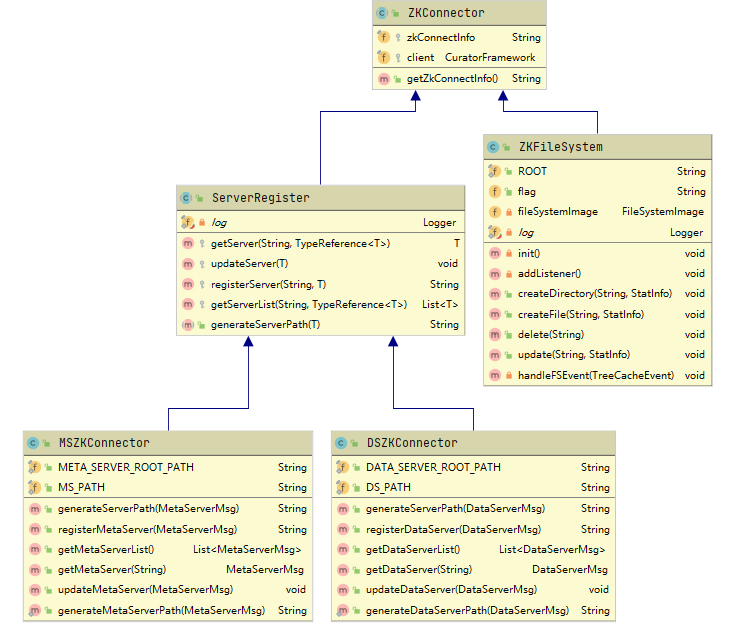 ZKConnector
zkConnectInfo String
client CuratorFramework
getZkConnectInfo() String
ZKFileSystem
ROOT String
flag String
fileSystemImage FileSystemImage
log Logger
init() void
addListener() void
createDirectory(String, StatInfo) void
createFile(String, StatInfo) void
delete(String) void
update(String, StatInfo) void
handleFSEvent(TreeCacheEvent) void
ServerRegister
log Logger
getServer(String, TypeReference<T>) T
updateServer(T) void
registerServer(String, T) String
getServerList(String, TypeReference<T>) List<T>
generateServerPath(T) String
MSZKConnector
META_SERVER_ROOT_PATH String
MS_PATH String
generateServerPath(MetaServerMsg) String
registerMetaServer(MetaServerMsg) String
getMetaServerList() List<MetaServerMsg>
getMetaServer(String) MetaServerMsg
updateMetaServer(MetaServerMsg) void
generateMetaServerPath(MetaServerMsg) String
DSZKConnector
DATA_SERVER_ROOT_PATH String
DS_PATH String
generateServerPath(DataServerMsg) String
registerDataServer(DataServerMsg) String
getDataServerList() List<DataServerMsg>
getDataServer(String) DataServerMsg
updateDataServer(DataServerMsg) void
generateDataServerPath(DataServerMsg) String